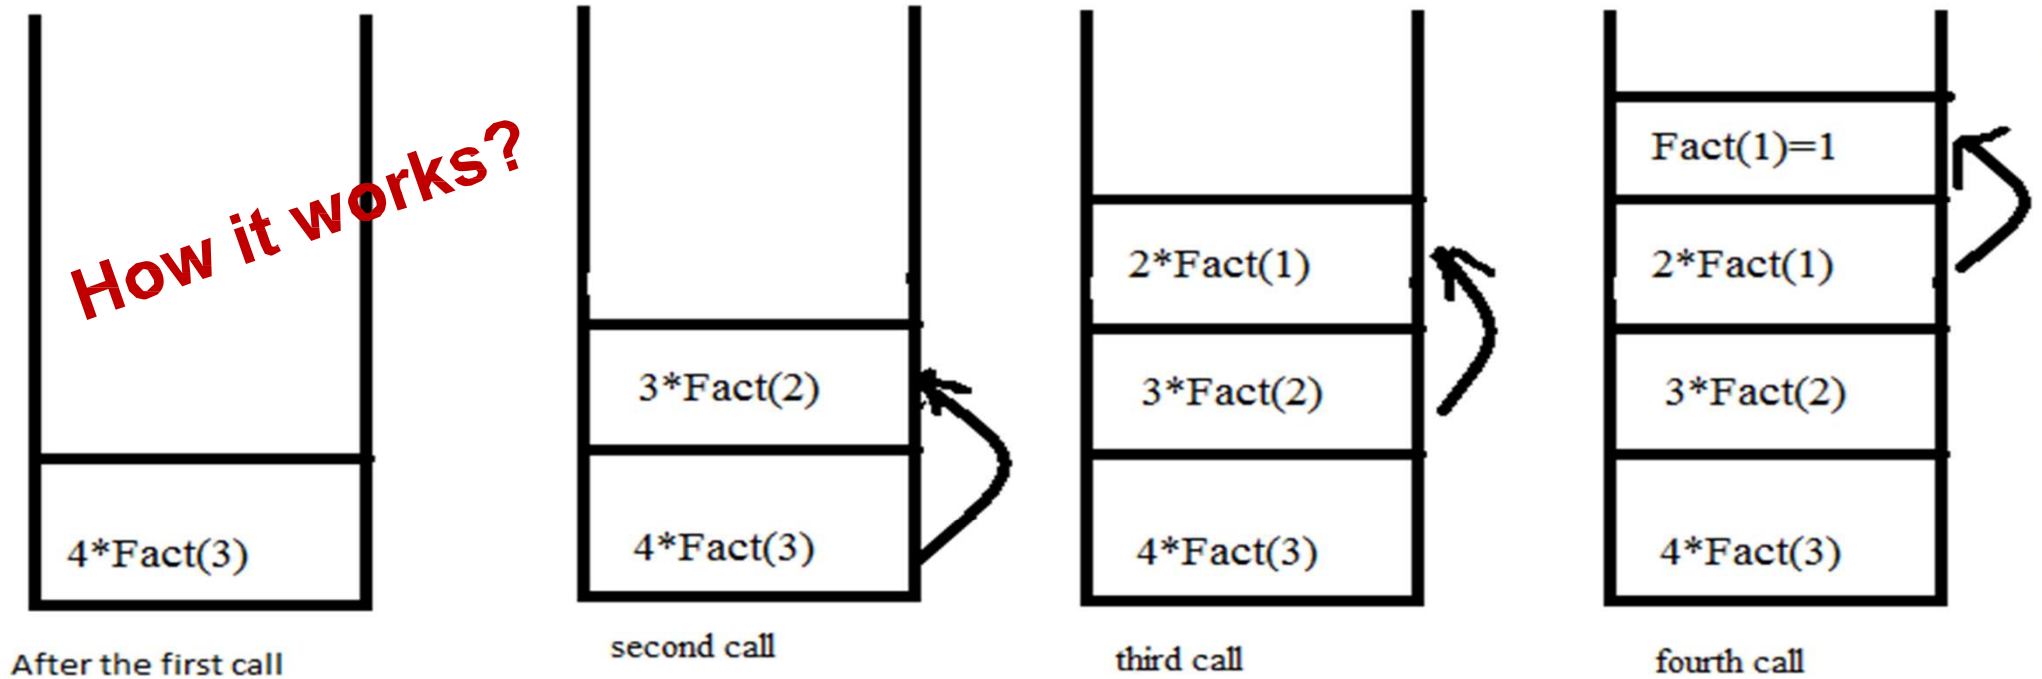 How it works?
4*Fact(3)
After the first call
3*Fact(2)
4*Fact(3)
second call
2*Fact(1)
3*Fact(2)
4*Fact(3)
third call
Fact(1)=1
2*Fact(1)
3*Fact(2)
4*Fact(3)
fourth call